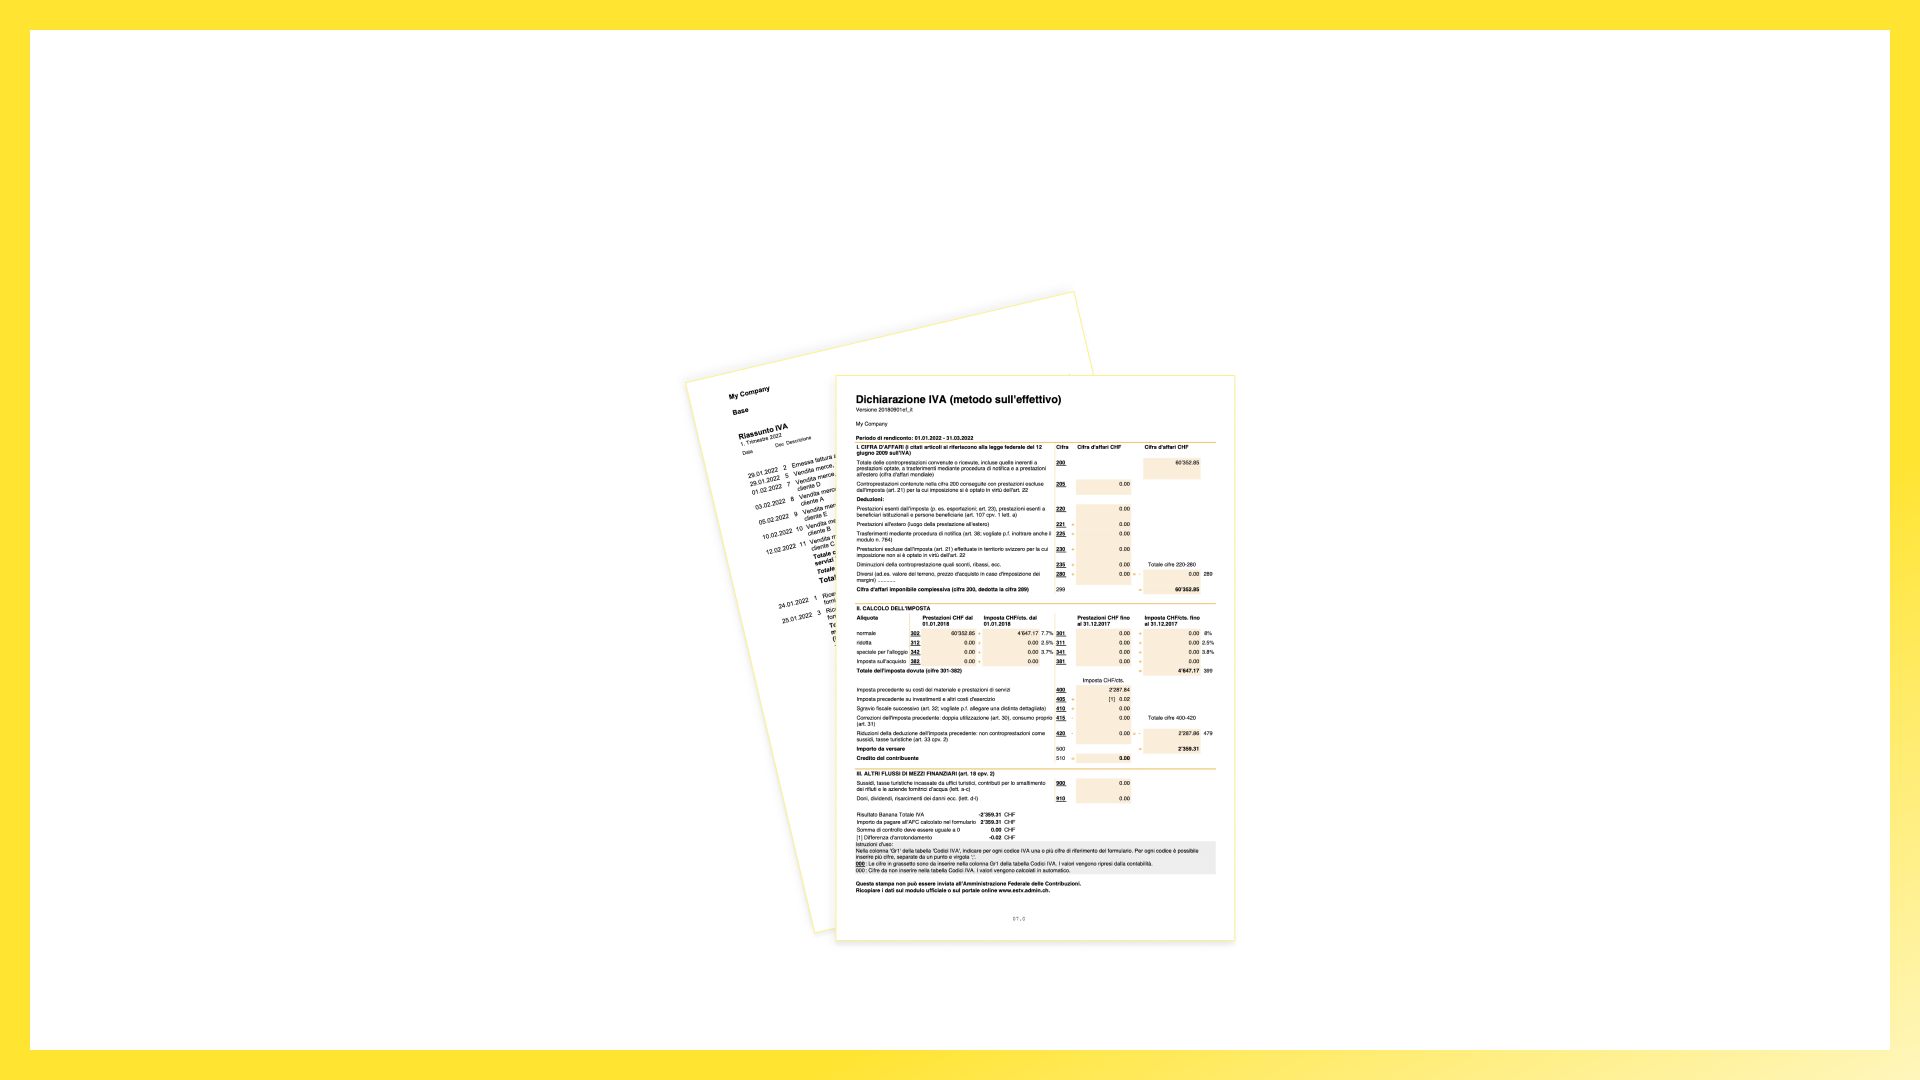 My Company
Base
Riassunto IVA
1. Trimestre 2022
Data Doc Descrizione
29.01.2022 2 Emessa fattura
29.01.2022 5 Vendita merce,
01.02.2022 7 Vendita merce,
cliente D
03.02.2022 8 Vendita merc
cliente A
05.02.2022 9 Vendita mer
cliente E
10.02.2022 10 Vendita me
cliente B
12.02.2022 11 Vendita m
cliente C
Totale c
servizi
Totale
Total
24.01.2022 1 Rice
forni
25.01.2022 3 Ric
for
Dichiarazione IVA (metodo sull'effettivo)
Versione 20180901ef_it
My Company
Periodo di rendiconto: 01.01.2022 - 31.03.2022
I. CIFRA D'AFFARI (i citati articoli si riferiscono alla legge federale del 12 Cifra Cifra d'affari CHF Cifra d'affari CHF
giugno 2009 sull'IVA)
Totale delle controprestazioni convenute o ricevute, incluse quelle inerenti a 200 60'352.85
prestazioni optate, a trasferimenti mediante procedura di notifica e a prestazioni
all'estero (cifra d'affari mondiale)
Controprestazioni contenute nella cifra 200 conseguite con prestazioni escluse 205 0.00
dall'imposta (art. 21) per la cui imposizione si è optato in virtù dell'art. 22
Deduzioni:
Prestazioni esenti dall'imposta (p. es. esportazioni; art. 23), prestazioni esenti a 220 0.00
beneficiari istituzionali e persone beneficiarie (art. 107 cpv. 1 lett. a)
Prestazioni all'estero (luogo della prestazione all'estero) 221 + 0.00
Trasferimenti mediante procedura di notifica (art. 38; vogliate p.f. inoltrare anche il 225 + 0.00
modulo n. 764)
Prestazioni escluse dall'imposta (art. 21) effettuate in territorio svizzero per la cui 230 + 0.00
imposizione non si è optato in virtù dell'art. 22
Diminuzioni della controprestazione quali sconti, ribassi, ecc. 235 + 0.00 Totale cifre 220-280
Diversi (ad.es. valore del terreno, prezzo d'acquisto in caso d'imposizione dei 280 + 0.00 = - 0.00 289
margini) ............
Cifra d'affari imponibile complessiva (cifra 200, dedotta la cifra 289) 299 = 60'352.85
II. CALCOLO DELL'IMPOSTA
Aliquota Prestazioni CHF dal Imposta CHF/cts. dal Prestazioni CHF fino Imposta CHF/cts. fino
01.01.2018 01.01.2018 al 31.12.2017 al 31.12.2017
normale 302 60'352.85 + 4'647.17 7.7% 301 0.00 + 0.00 8%
ridotta 312 0.00 + 0.00 2.5% 311 0.00 + 0.00 2.5%
speciale per l'alloggio 342 0.00 + 0.00 3.7% 341 0.00 + 0.00 3.8%
Imposta sull'acquisto 382 0.00 + 0.00 381 0.00 + 0.00
Totale dell'imposta dovuta (cifre 301-382) = 4'647.17 399
Imposta CHF/cts.
Imposta precedente su costi del materiale e prestazioni di servizi 400 2'287.84
Imposta precedente su investimenti e altri costi d'esercizio 405 + [1] 0.02
Sgravio fiscale successivo (art. 32; vogliate p.f. allegare una distinta dettagliata) 410 + 0.00
Correzioni dell'imposta precedente: doppia utilizzazione (art. 30), consumo proprio 415 - 0.00 Totale cifre 400-420
(art. 31)
Riduzioni della deduzione dell'imposta precedente: non controprestazioni come 420 - 0.00 = - 2'287.86 479
sussidi, tasse turistiche (art. 33 cpv. 2)
Importo da versare 500 = 2'359.31
Credito del contribuente 510 = 0.00
III. ALTRI FLUSSI DI MEZZI FINANZIARI (art. 18 cpv. 2)
Sussidi, tasse turistiche incassate da uffici turistici, contributi per lo smaltimento 900 0.00
dei rifiuti e le aziende fornitrici d'acqua (lett. a-c)
Doni, dividendi, risarcimenti dei danni ecc. (lett. d-l) 910 0.00
Risultato Banana Totale IVA -2'359.31 CHF
Importo da pagare all'AFC calcolato nel formulario 2'359.31 CHF
Somma di controllo deve essere uguale a 0 0.00 CHF
[1] Differenza d'arrotondamento -0.02 CHF
Istruzioni d'uso:
Nella colonna 'Gr1' della tabella 'Codici IVA', indicare per ogni codice IVA una o più cifre di riferimento del formulario. Per ogni codice è possibile
inserire più cifre, separate da un punto e virgola ';'.
000 : Le cifre in grassetto sono da inserire nella colonna Gr1 della tabella Codici IVA. I valori vengono ripresi dalla contabilità.
000 : Cifre da non inserire nella tabella Codici IVA. I valori vengono calcolati in automatico.
Questa stampa non può essere inviata all'Amministrazione Federale delle Contribuzioni.
Ricopiare i dati sul modulo ufficiale o sul portale online www.estv.admin.ch.